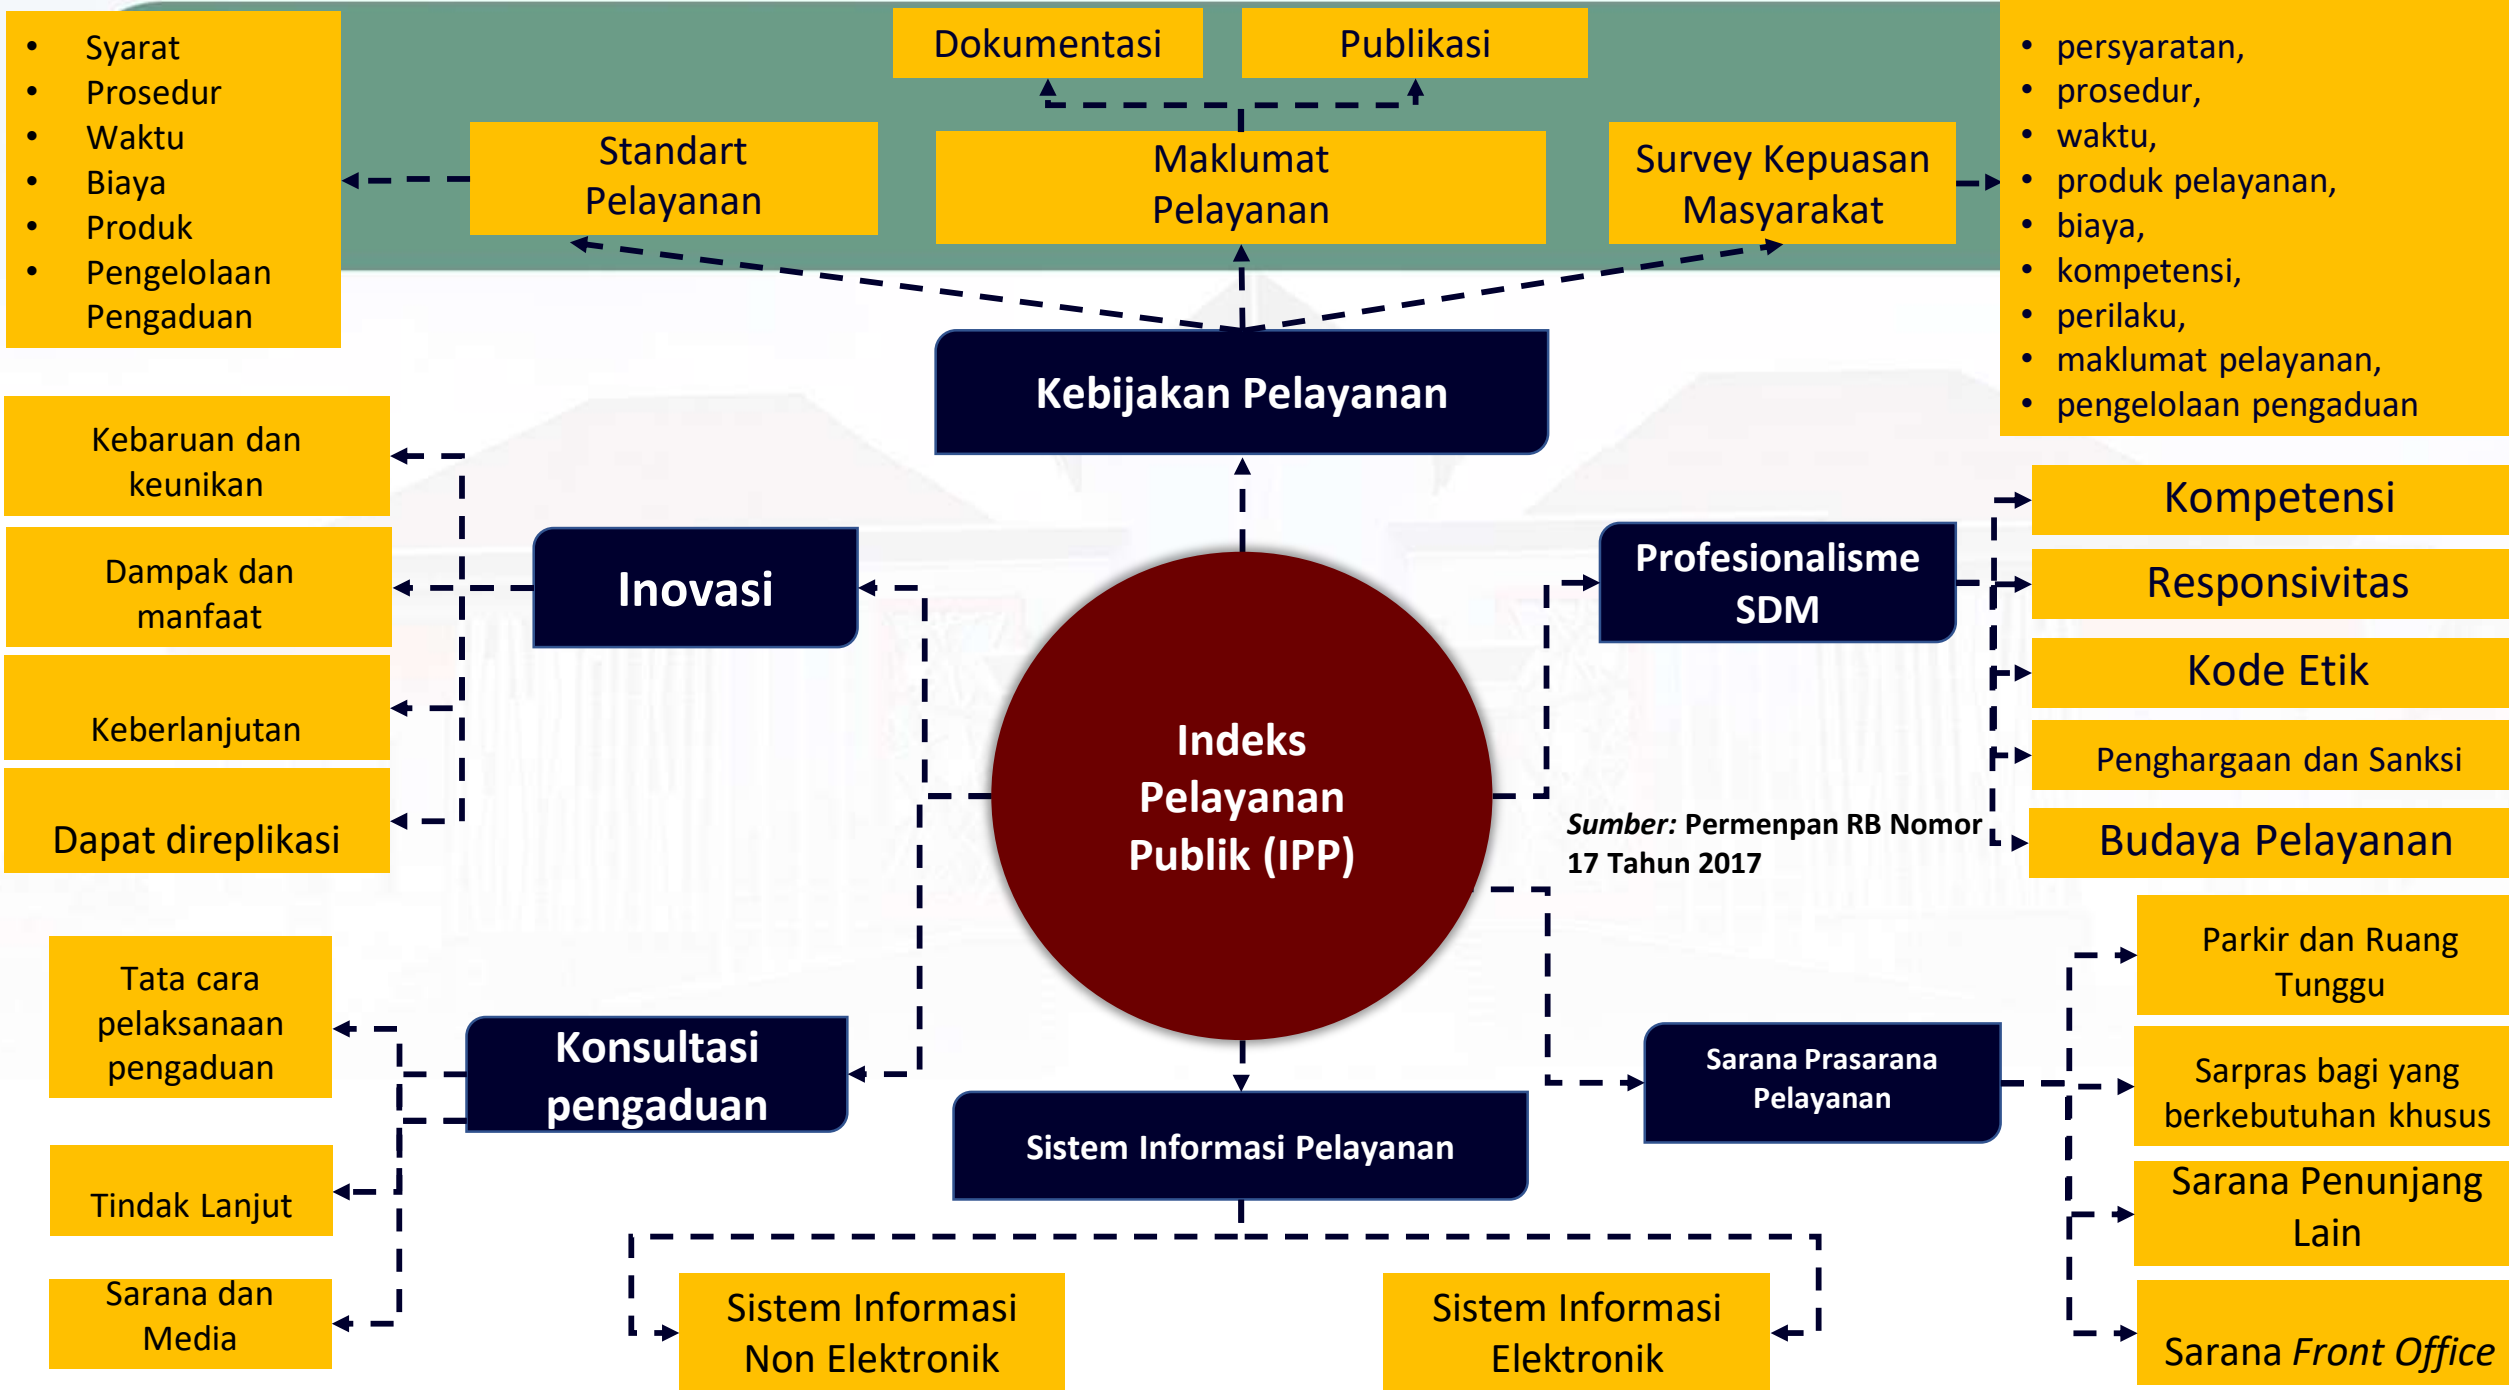 • Syarat
• Prosedur
• Waktu
• Biaya
• Produk
• Pengelolaan
Pengaduan
Standart
Pelayanan
Dokumentasi
Publikasi
Maklumat
Pelayanan
Survey Kepuasan
Masyarakat
• persyaratan,
• prosedur,
• waktu,
• produk pelayanan,
• biaya,
• kompetensi,
• perilaku,
• maklumat pelayanan,
• pengelolaan pengaduan
Kebijakan Pelayanan
Kebaruan dan
keunikan
Dampak dan
manfaat
Keberlanjutan
Dapat direplikasi
Inovasi
Profesionalisme
SDM
Kompetensi
Responsivitas
Kode Etik
Penghargaan dan Sanksi
Budaya Pelayanan
Indeks
Pelayanan
Publik (IPP)
Sumber: Permenpan RB Nomor
17 Tahun 2017
Tata cara
pelaksanaan
pengaduan
Tindak Lanjut
Sarana dan
Media
Konsultasi
pengaduan
Sistem Informasi Pelayanan
Sistem Informasi
Non Elektronik
Sistem Informasi
Elektronik
Sarana Prasarana
Pelayanan
Parkir dan Ruang
Tunggu
Sarpras bagi yang
berkebutuhan khusus
Sarana Penunjang
Lain
Sarana Front Office